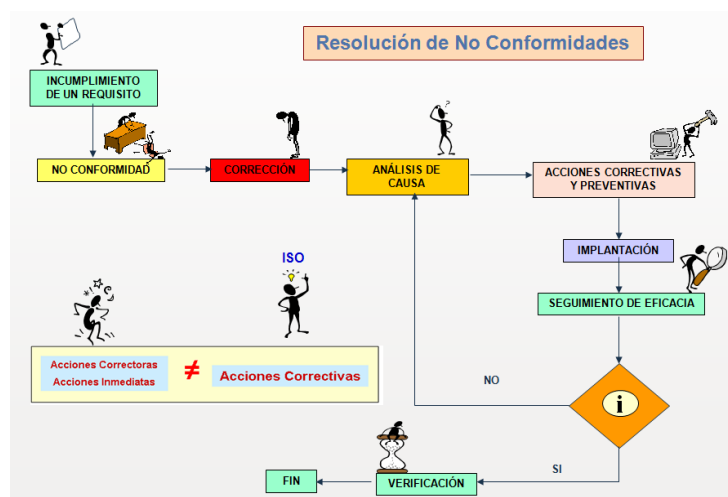 Resolución de No Conformidades
INCUMPLIMIENTO
DE UN REQUISITO
NO CONFORMIDAD
CORRECCIÓN
ANÁLISIS DE
CAUSA
ACCIONES CORRECTIVAS
Y PREVENTIVAS
IMPLANTACIÓN
SEGUIMIENTO DE EFICACIA
ISO
Acciones Correctoras
Acciones Inmediatas
≠
Acciones Correctivas
NO
i
SI
VERIFICACIÓN
FIN